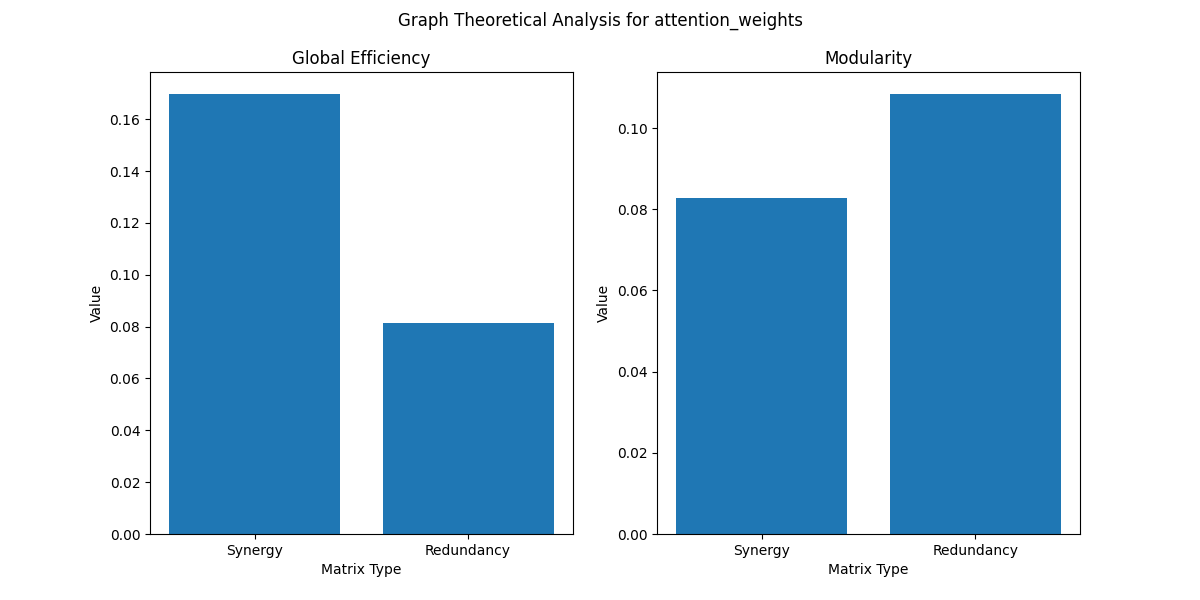 Graph Theoretical Analysis for attention_weights
Global Efficiency
Value
0.16
0.14
0.12
0.10
0.08
0.06
0.04
0.02
0.00
Synergy
Redundancy
Matrix Type
Modularity
Value
0.10
0.08
0.06
0.04
0.02
0.00
Synergy
Redundancy
Matrix Type